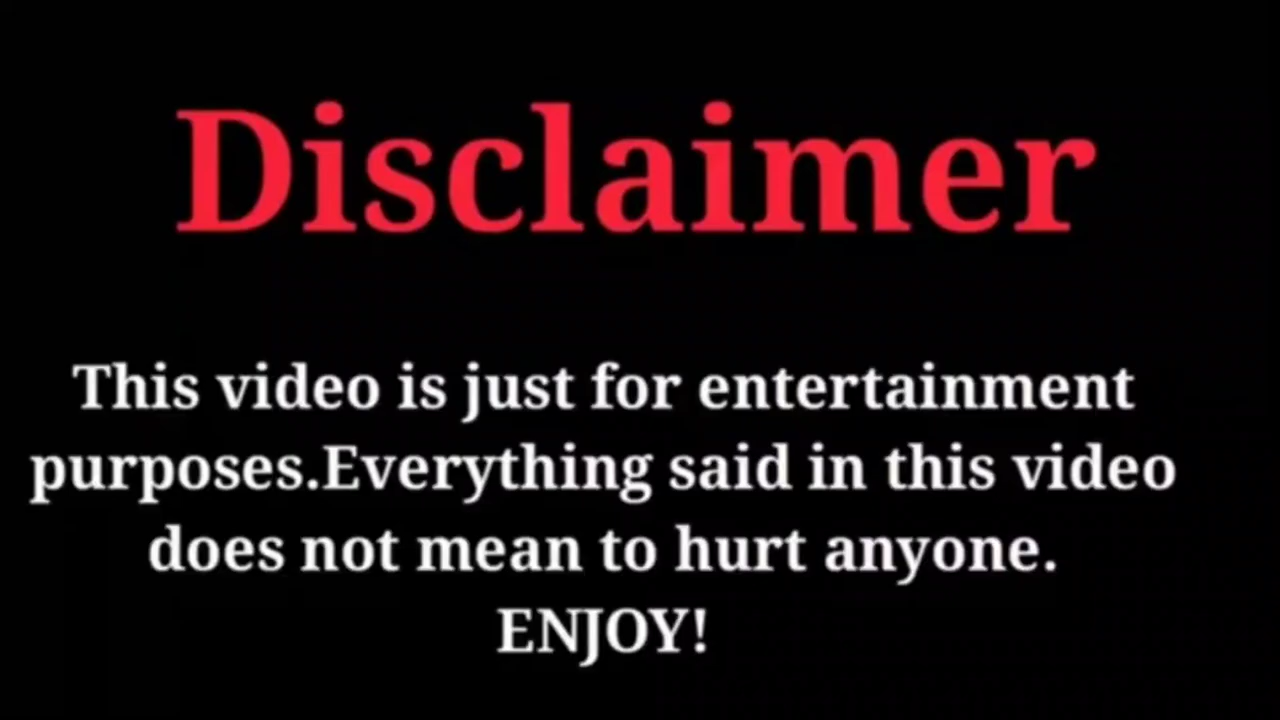 Disclaimer
This video is just for entertainment
purposes.Everything said in this video
does not mean to hurt anyone.
ENJOY!